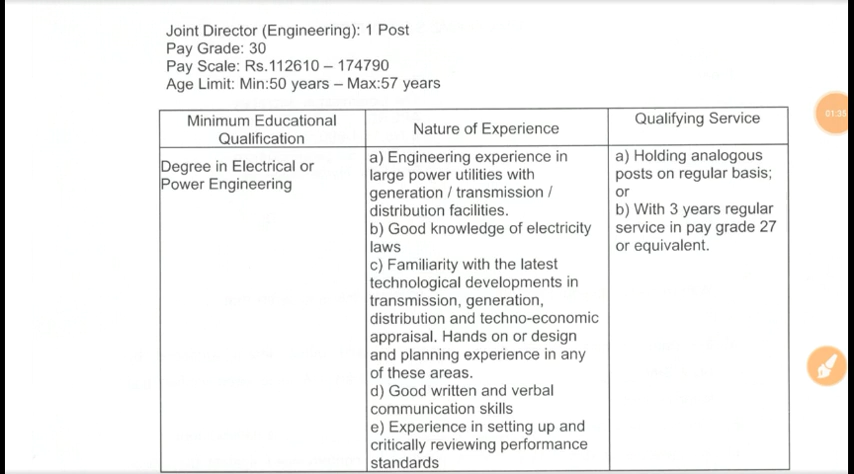 Joint Director (Engineering): 1 Post
Pay Grade: 30
Pay Scale: Rs.112610 – 174790
Age Limit: Min:50 years – Max:57 years
Minimum Educational
Qualification
Nature of Experience
Qualifying Service
Degree in Electrical or
Power Engineering
a) Engineering experience in
large power utilities with
generation / transmission /
distribution facilities.
b) Good knowledge of electricity
laws
c) Familiarity with the latest
technological developments in
transmission, generation,
distribution and techno-economic
appraisal. Hands on or design
and planning experience in any
of these areas.
d) Good written and verbal
communication skills
e) Experience in setting up and
critically reviewing performance
standards
a) Holding analogous
posts on regular basis;
or
b) With 3 years regular
service in pay grade 27
or equivalent.
01:35